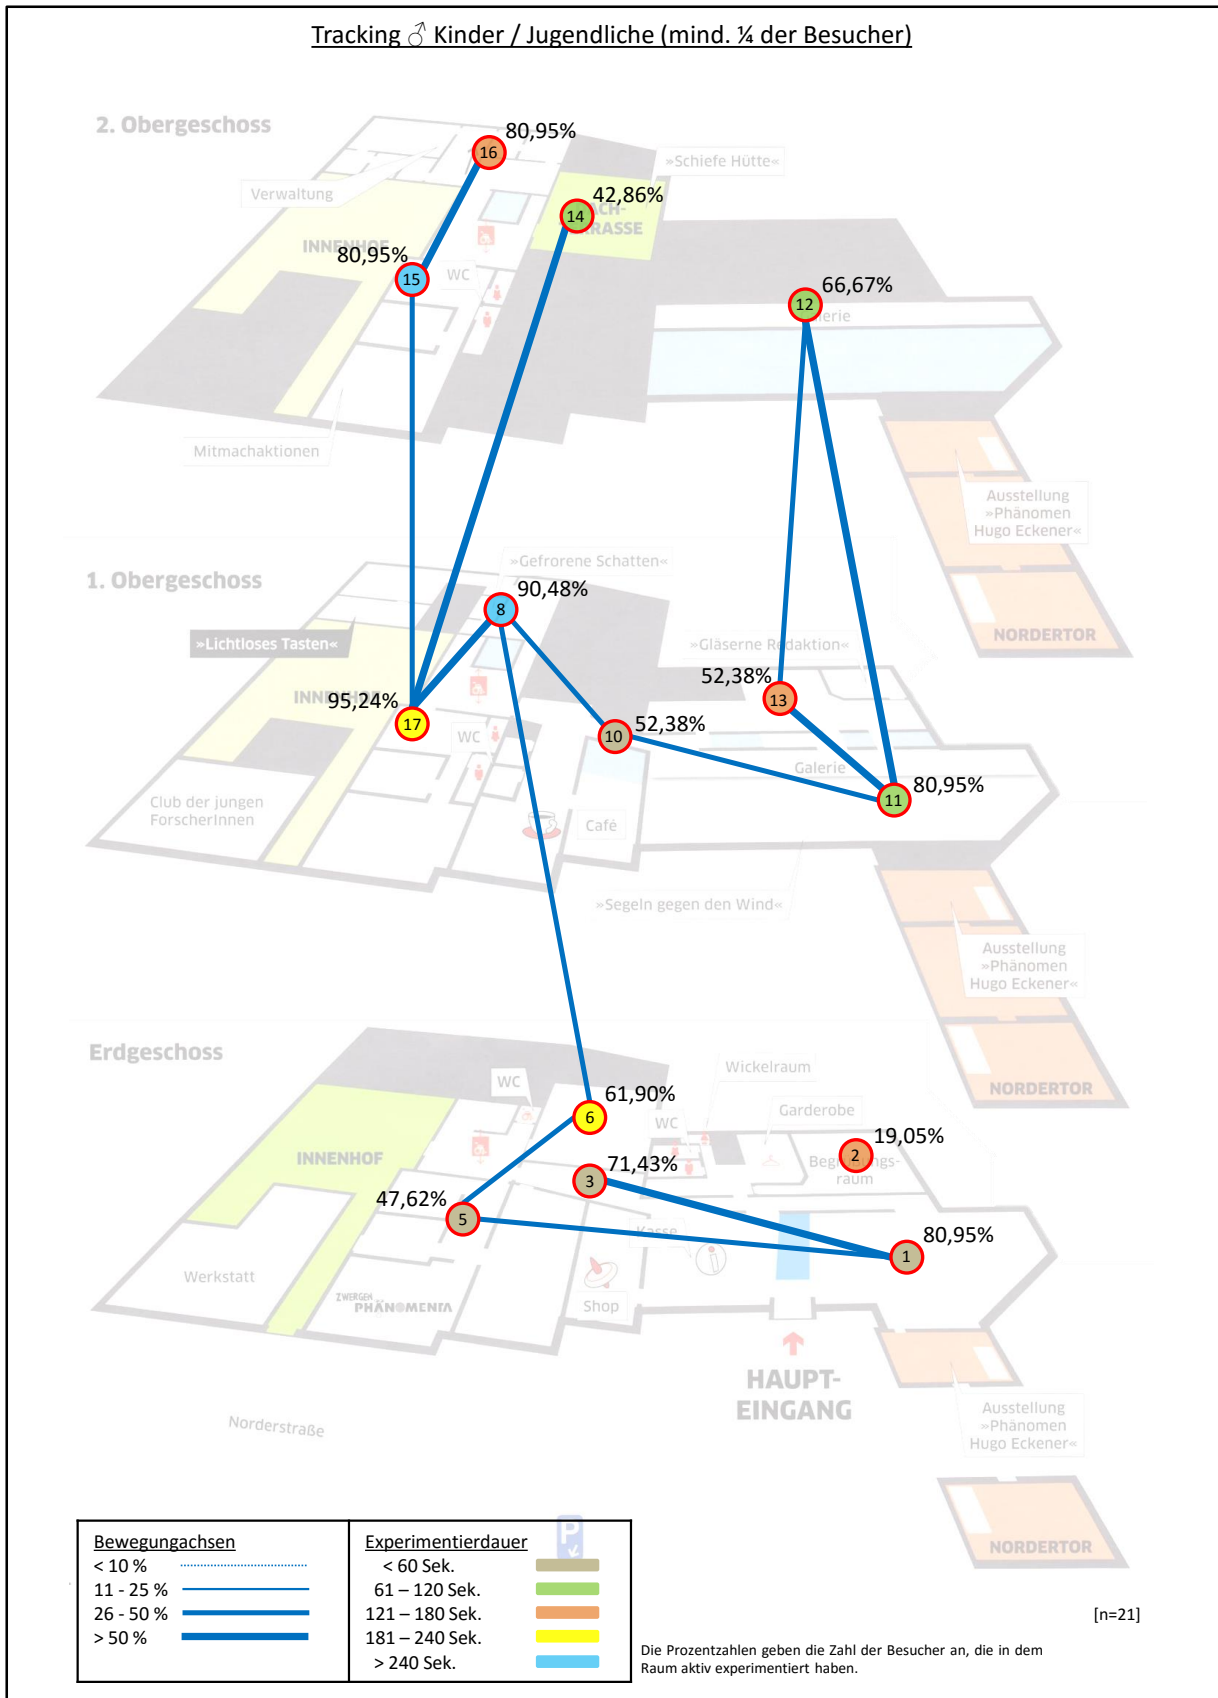 Tracking ♂ Kinder / Jugendliche (mind. ¼ der Besucher)
2. Obergeschoss
80,95%
16
»Schiefe Hütte«
Verwaltung
42,86%
14
INNENHOF
80,95%
15
WC
66,67%
12
Mitmachaktionen
Ausstellung
»Phänomen
Hugo Eckener«
NORDERTOR
1. Obergeschoss
»Gefrorene Schatten«
90,48%
8
»Lichtloses Tasten«
»Gläserne Redaktion«
INNENHOF
52,38%
13
95,24%
17
WC
52,38%
10
Galerie
80,95%
11
Club der jungen
ForscherInnen
Café
»Segeln gegen den Wind«
Ausstellung
»Phänomen
Hugo Eckener«
NORDERTOR
Erdgeschoss
Wickelraum
WC
61,90%
6
WC
Garderobe
19,05%
2
INNENHOF
71,43%
3
raum
47,62%
5
Kasse
80,95%
1
Werkstatt
ZWERGEN
PHÄNOMENTA
Shop
HAUPT-
EINGANG
Norderstraße
Ausstellung
»Phänomen
Hugo Eckener«
NORDERTOR
P
Bewegungachsen
< 10 %
11 - 25 %
26 - 50 %
> 50 %
Experimentierdauer
< 60 Sek.
61 – 120 Sek.
121 – 180 Sek.
181 – 240 Sek.
> 240 Sek.
[n=21]
Die Prozentzahlen geben die Zahl der Besucher an, die in dem
Raum aktiv experimentiert haben.